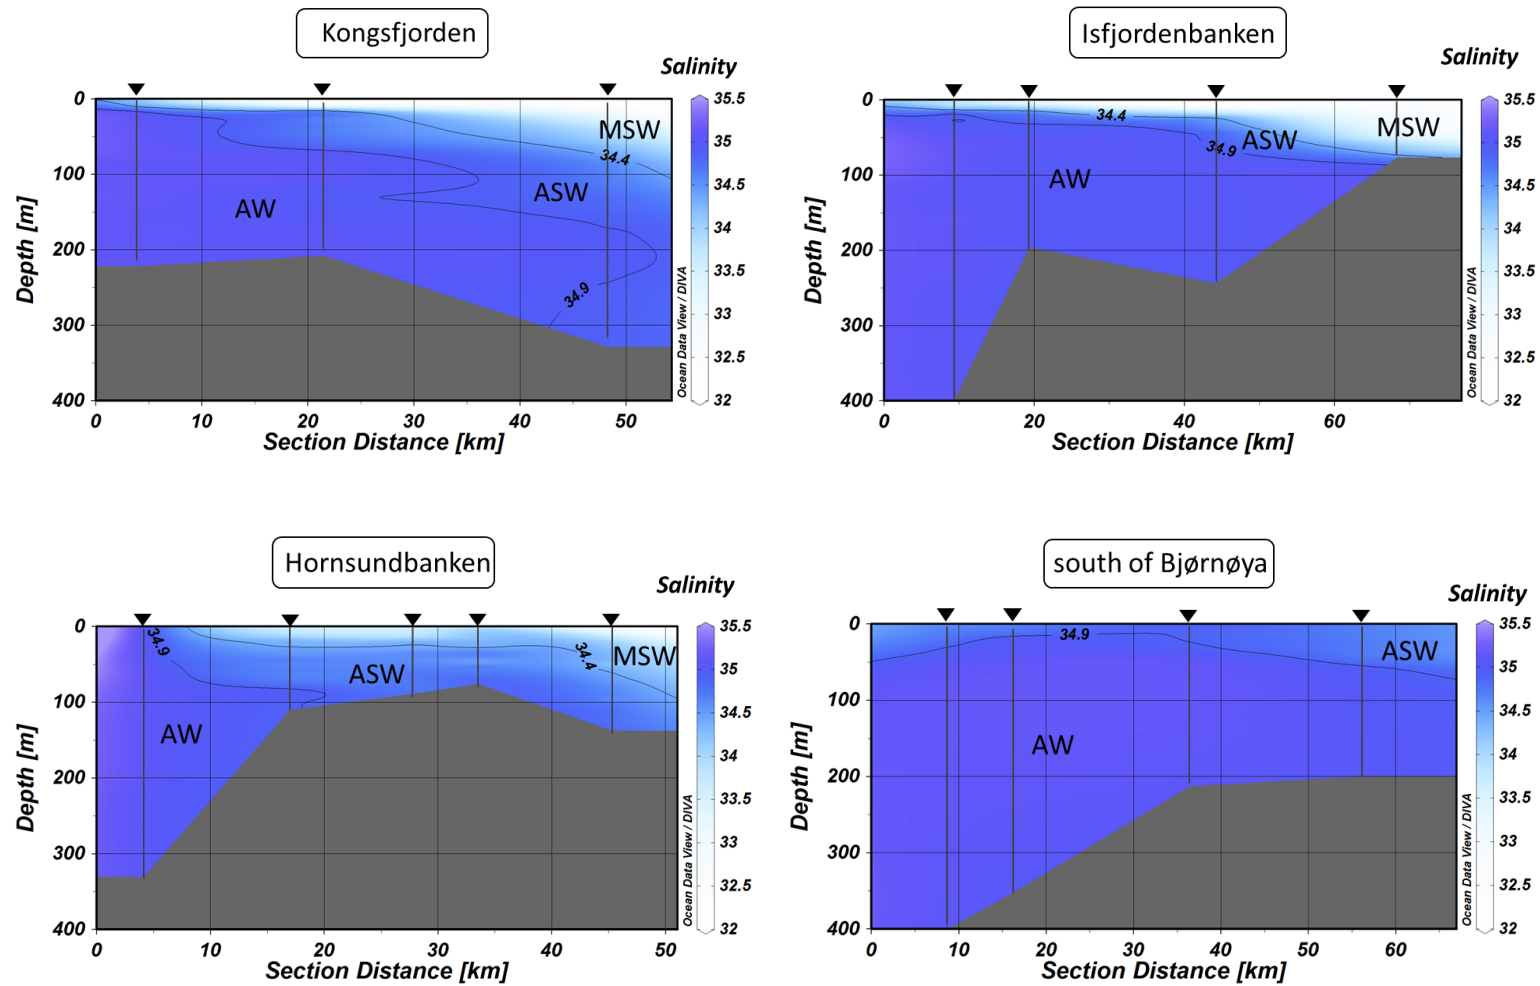 Kongsfjorden
Salinity
0
100
200
300
400
Depth [m]
0
10
20
30
40
50
Section Distance [km]
MSW
34.4
ASW
AW
34.9
Ocean Data View / DIVA
35.5
35
34.5
34
33.5
33
32.5
32
Isfjordenbanken
Salinity
0
100
200
300
400
Depth [m]
0
20
40
60
Section Distance [km]
34.4
MSW
ASW
34.9
AW
Ocean Data View / DIVA
35.5
35
34.5
34
33.5
33
32.5
32
Hornsundbanken
Salinity
0
100
200
300
400
Depth [m]
0
10
20
30
40
50
Section Distance [km]
34.9
34.4
MSW
ASW
AW
Ocean Data View / DIVA
35.5
35
34.5
34
33.5
33
32.5
32
south of Bjørnøya
Salinity
0
100
200
300
400
Depth [m]
0
10
20
30
40
50
60
Section Distance [km]
34.9
ASW
AW
Ocean Data View / DIVA
35.5
35
34.5
34
33.5
33
32.5
32